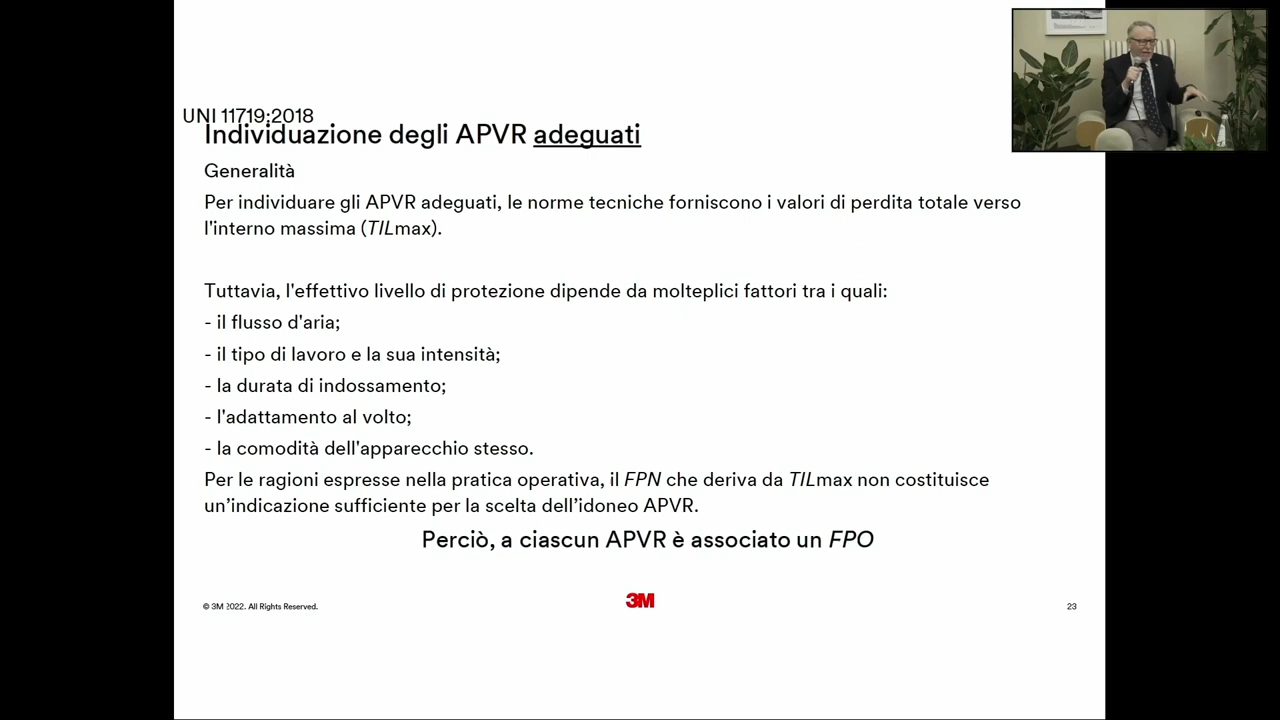 UNI 11719:2018
Individuazione degli APVR adeguati
Generalità
Per individuare gli APVR adeguati, le norme tecniche forniscono i valori di perdita totale verso
l'interno massima (TILmax).
Tuttavia, l'effettivo livello di protezione dipende da molteplici fattori tra i quali:
- il flusso d'aria;
- il tipo di lavoro e la sua intensità;
- la durata di indossamento;
- l'adattamento al volto;
- la comodità dell'apparecchio stesso.
Per le ragioni espresse nella pratica operativa, il FPN che deriva da TILmax non costituisce
un’indicazione sufficiente per la scelta dell’idoneo APVR.
Perciò, a ciascun APVR è associato un FPO
© 3M 2022. All Rights Reserved.
3M
23